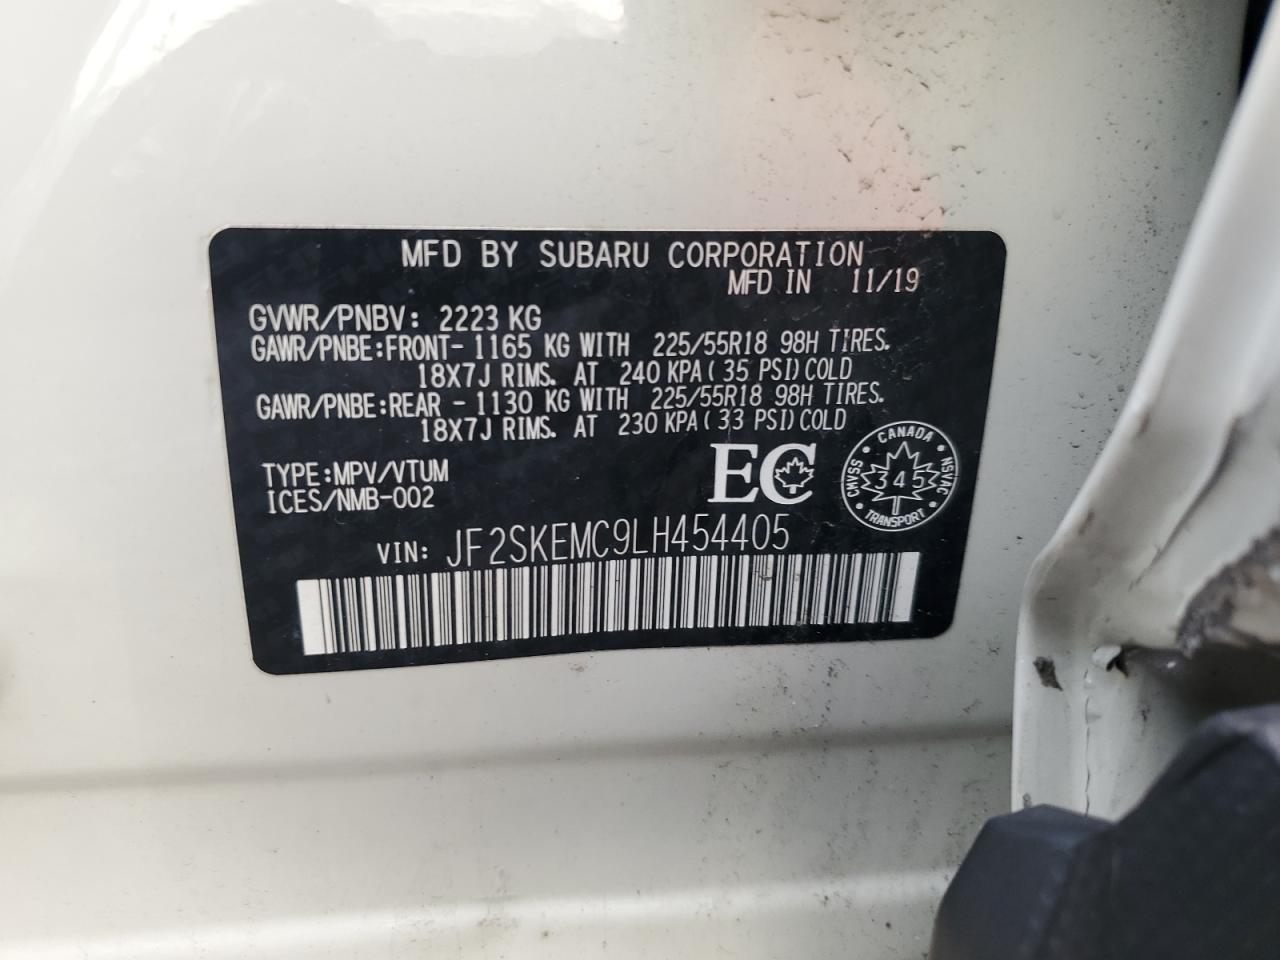 MFD BY SUBARU CORPORATION
MFD IN 11/19
GVWR/PNBV: 2223 KG
GAWR/PNBE:FRONT- 1165 KG WITH 225/55R18 98H TIRES.
18X7J RIMS. AT 240 KPA(35 PSI)COLD
GAWR/PNBE:REAR - 1130 KG WITH 225/55R18 98H TIRES.
18X7J RIMS. AT 230 KPA(33 PSI)COLD
TYPE:MPV/VTUM
ICES/NMB-002
EC
CANADA
CMVSS 345 NSVAC
TRANSPORT
VIN: JF2SKEMC9LH454405